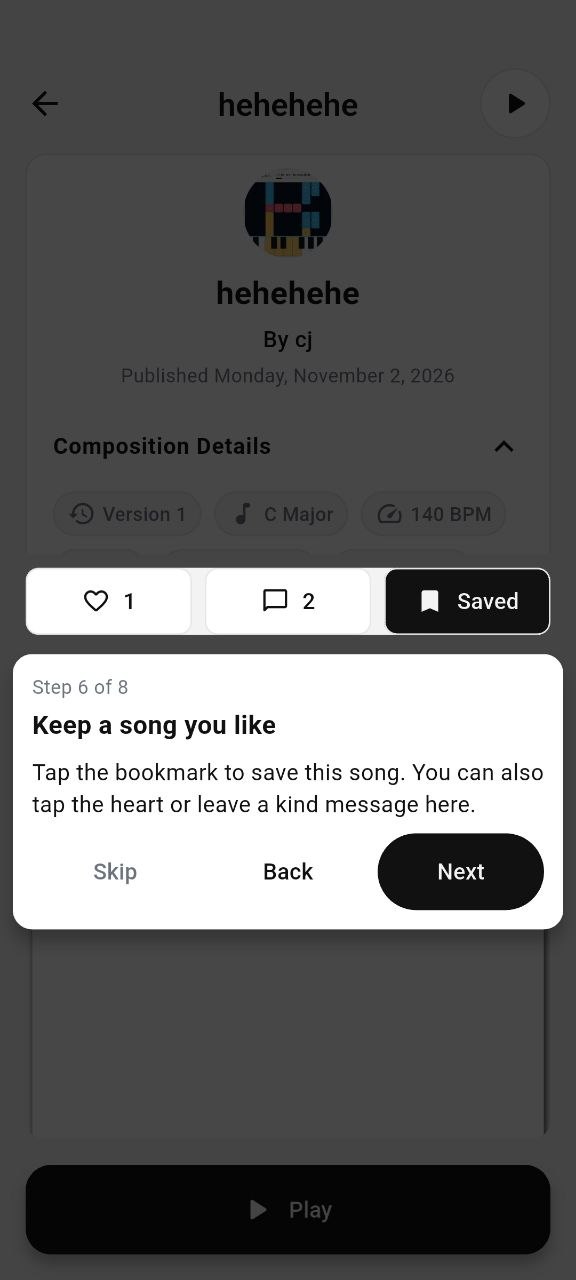 hehehehe
hehehehe
By cj
Published Monday, November 2, 2026
Composition Details
Version 1
C Major
140 BPM
1
2
Saved
Step 6 of 8
Keep a song you like
Tap the bookmark to save this song. You can also
tap the heart or leave a kind message here.
Skip
Back
Next
Play